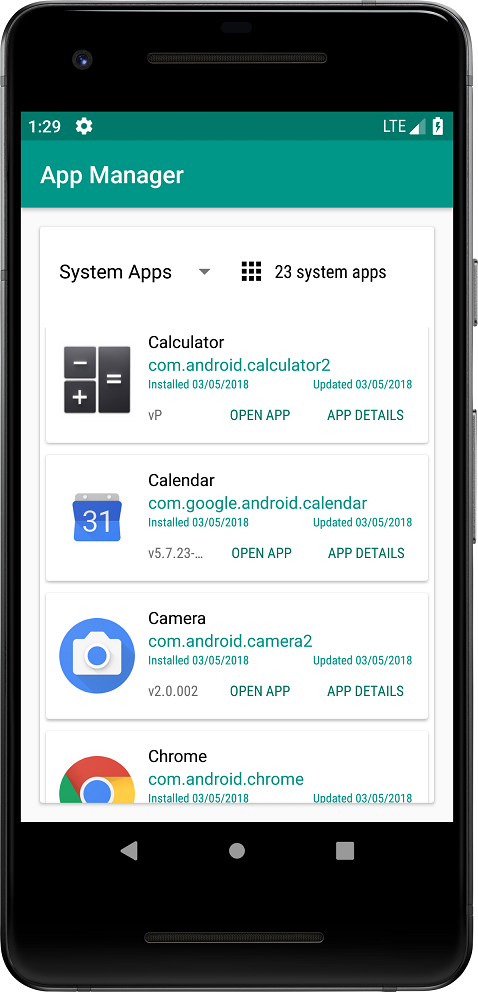 1:29 LTE
App Manager
System Apps 23 system apps
Calculator
com.android.calculator2
Installed 03/05/2018 Updated 03/05/2018
vP OPEN APP APP DETAILS
Calendar
31
com.google.android.calendar
Installed 03/05/2018 Updated 03/05/2018
v5.7.23-... OPEN APP APP DETAILS
Camera
com.android.camera2
Installed 03/05/2018 Updated 03/05/2018
v2.0.002 OPEN APP APP DETAILS
Chrome
com.android.chrome
Installed 03/05/2018 Updated 03/05/2018